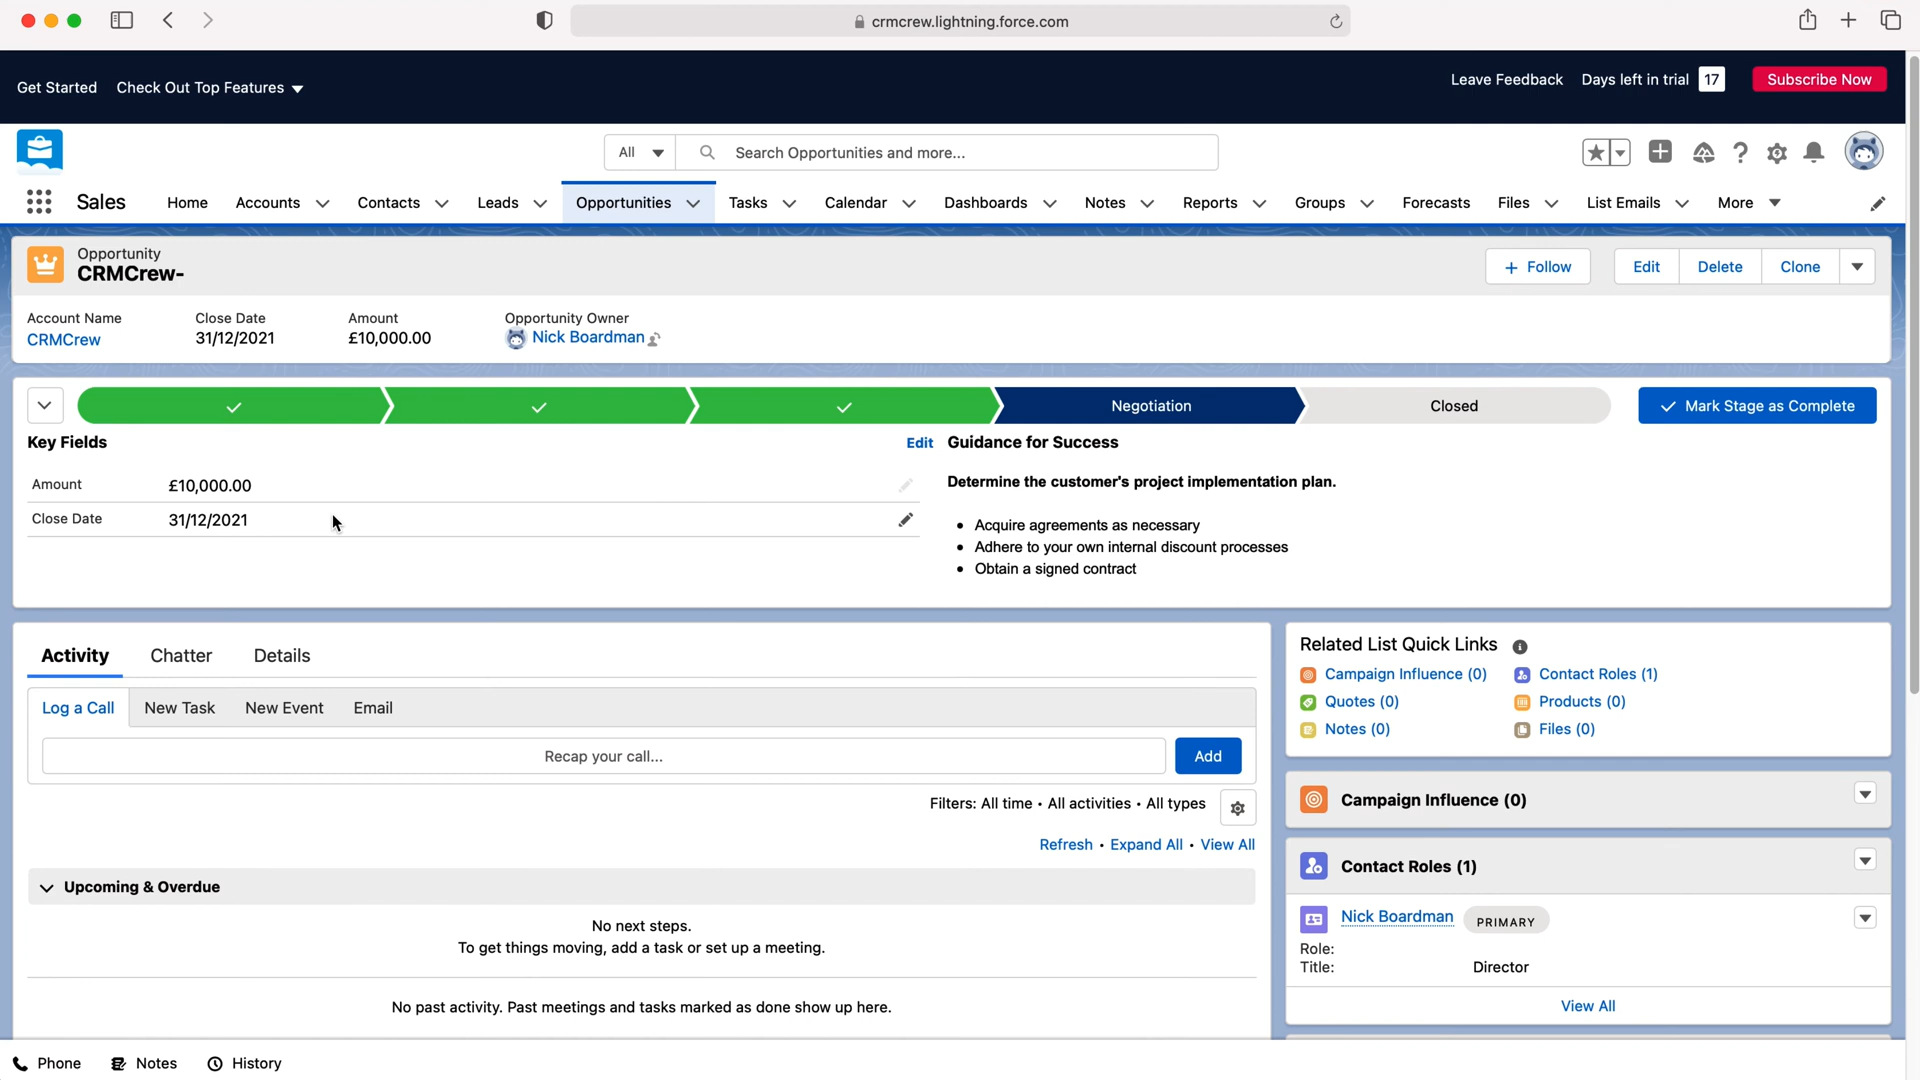 crmcrew.lightning.force.com
Get Started Check Out Top Features Leave Feedback Days left in trial 17 Subscribe Now
All Search Opportunities and more...
Sales Home Accounts Contacts Leads Opportunities Tasks Calendar Dashboards Notes Reports Groups Forecasts Files List Emails More
Opportunity
CRMCrew-
+ Follow Edit Delete Clone
Account Name Close Date Amount Opportunity Owner
CRMCrew 31/12/2021 £10,000.00 Nick Boardman
Negotiation Closed Mark Stage as Complete
Key Fields Edit
Amount £10,000.00
Close Date 31/12/2021
Guidance for Success
Determine the customer's project implementation plan.
• Acquire agreements as necessary
• Adhere to your own internal discount processes
• Obtain a signed contract
Activity Chatter Details
Log a Call New Task New Event Email
Recap your call... Add
Filters: All time • All activities • All types
Refresh • Expand All • View All
Upcoming & Overdue
No next steps.
To get things moving, add a task or set up a meeting.
No past activity. Past meetings and tasks marked as done show up here.
Related List Quick Links
Campaign Influence (0) Contact Roles (1)
Quotes (0) Products (0)
Notes (0) Files (0)
Campaign Influence (0)
Contact Roles (1)
Nick Boardman PRIMARY
Role:
Title: Director
View All
Phone Notes History